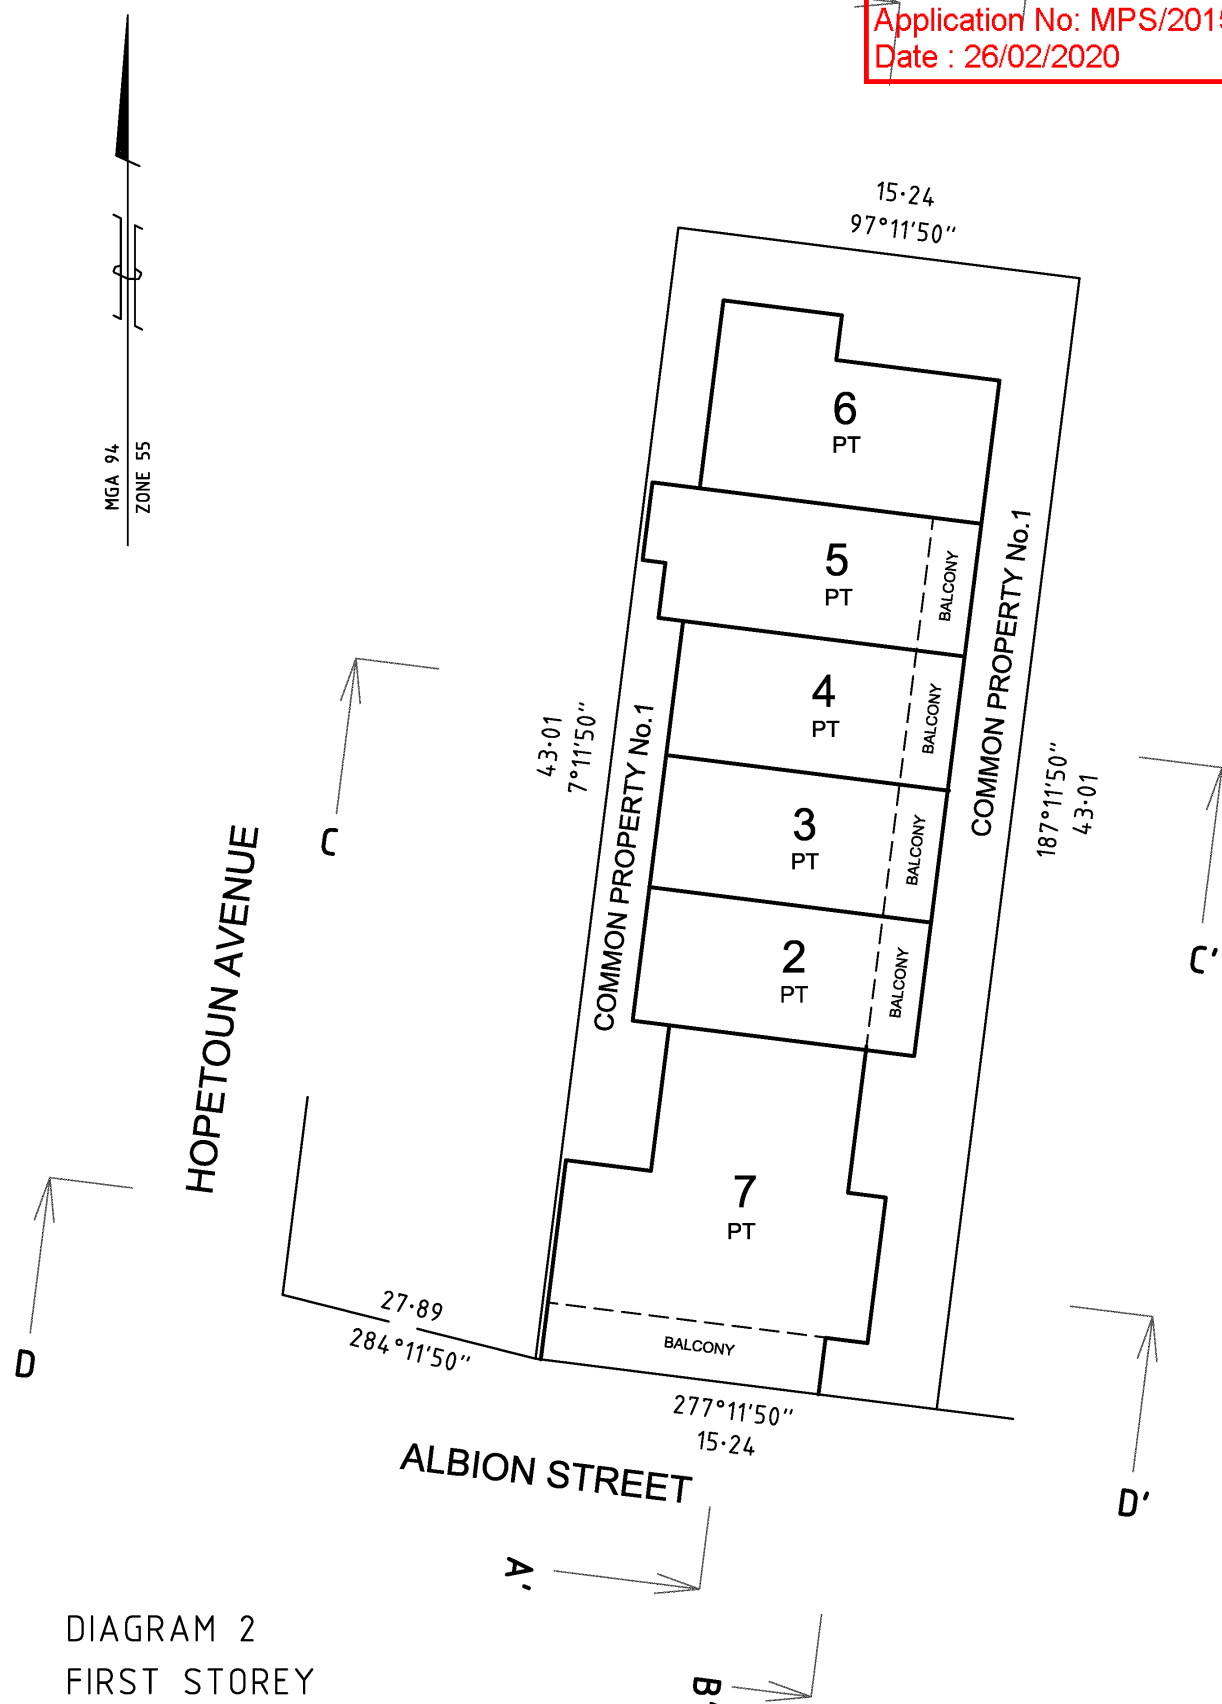 Application No: MPS/2015
Date : 26/02/2020
15·24
97°11'50"
MGA 94
ZONE 55
6
PT
5
PT
BALCONY
COMMON PROPERTY No.1
4
PT
BALCONY
43·01
7°11'50"
COMMON PROPERTY No.1
187°11'50"
43·01
3
PT
BALCONY
C
C'
HOPETOUN AVENUE
2
PT
BALCONY
7
PT
27·89
284°11'50"
BALCONY
D
277°11'50"
15·24
ALBION STREET
D'
A'
DIAGRAM 2
FIRST STOREY
B'